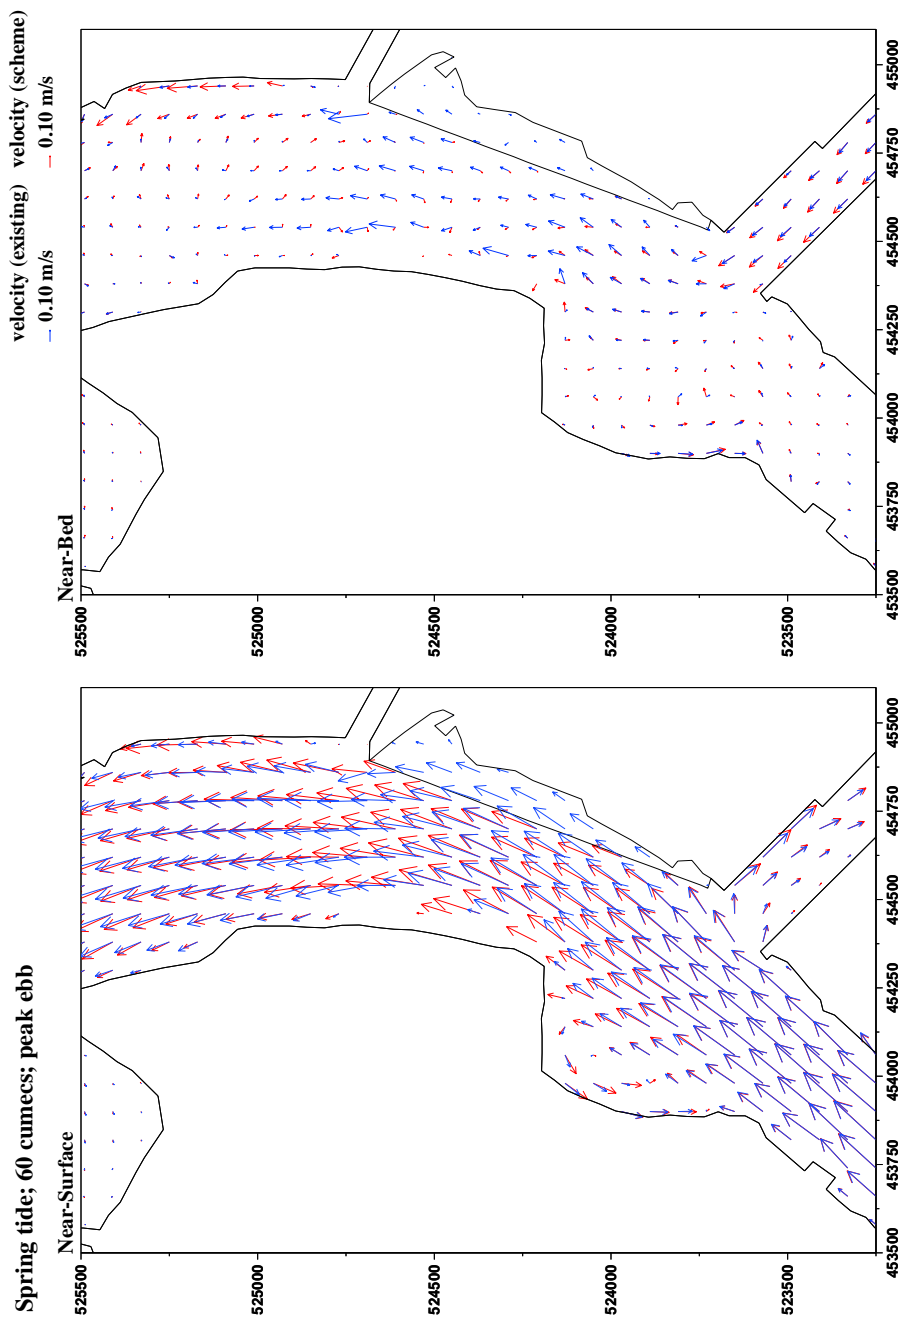 Spring tide; 60 cumecs; peak ebb
velocity (existing) velocity (scheme)
→ 0.10 m/s → 0.10 m/s
Near-Surface
525500
525000
524500
524000
523500
453500 453750 454000 454250 454500 454750 455000
Near-Bed
525500
525000
524500
524000
523500
453500 453750 454000 454250 454500 454750 455000